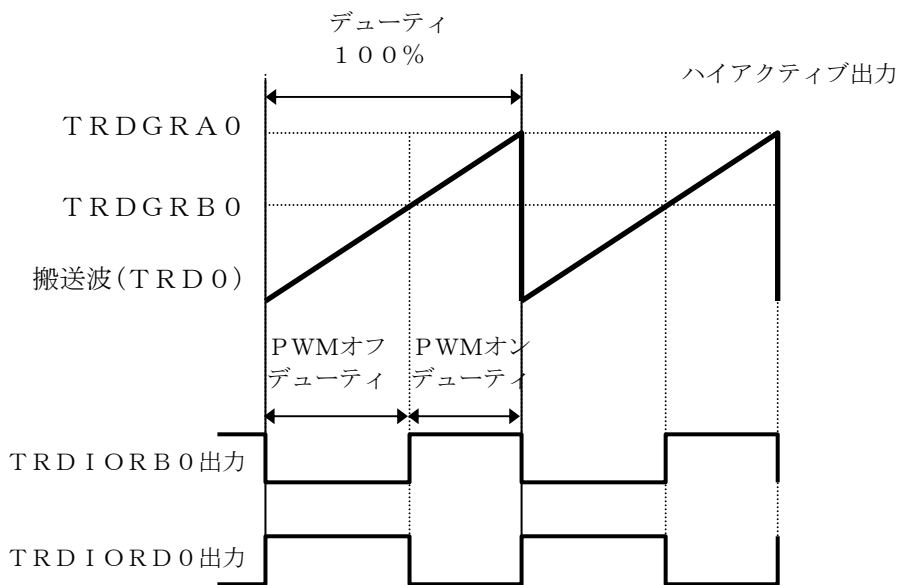 デューティ
１００％
ハイアクティブ出力
ＴＲＤＧＲＡ０
ＴＲＤＧＲＢ０
搬送波(ＴＲＤ０)
ＰＷＭオフ
デューティ
ＰＷＭオン
デューティ
ＴＲＤＩＯＲＢ０出力
ＴＲＤＩＯＲＤ０出力